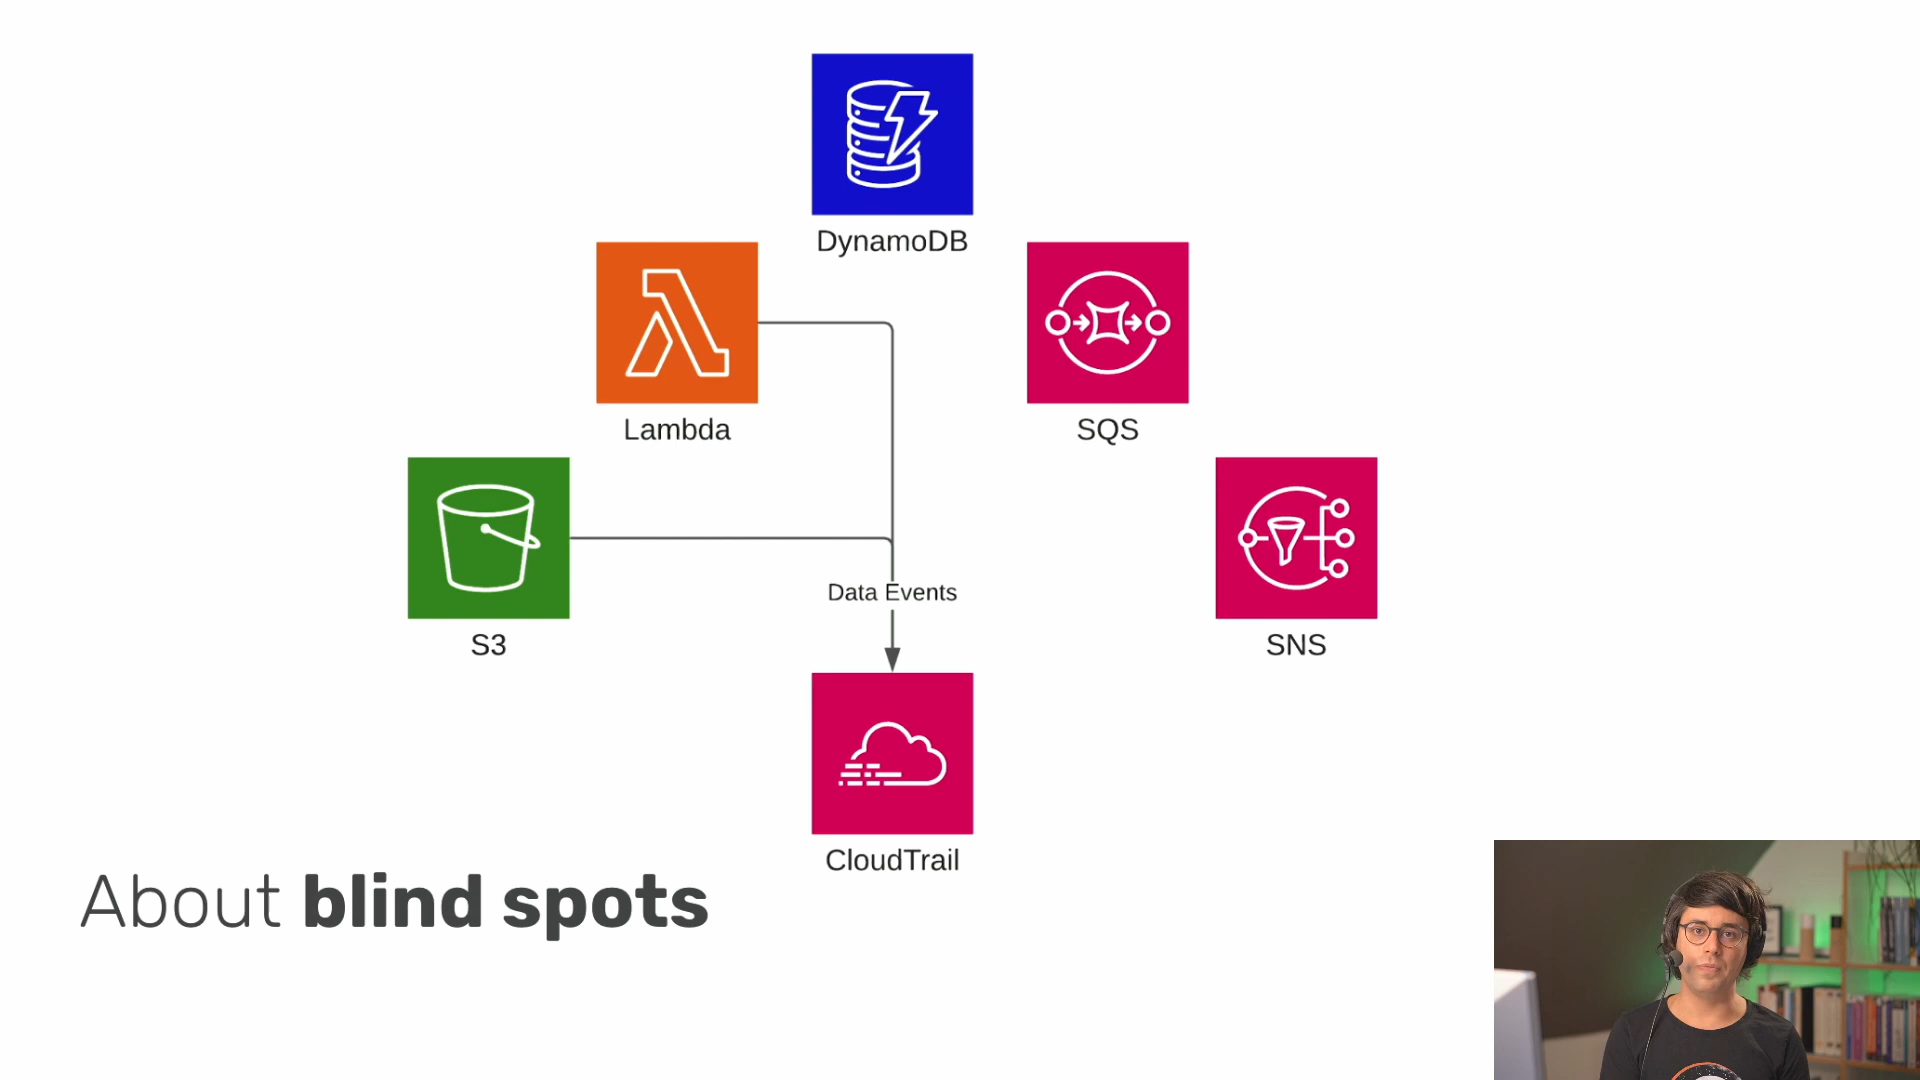 DynamoDB
Lambda
SQS
S3
Data Events
SNS
CloudTrail
About blind spots